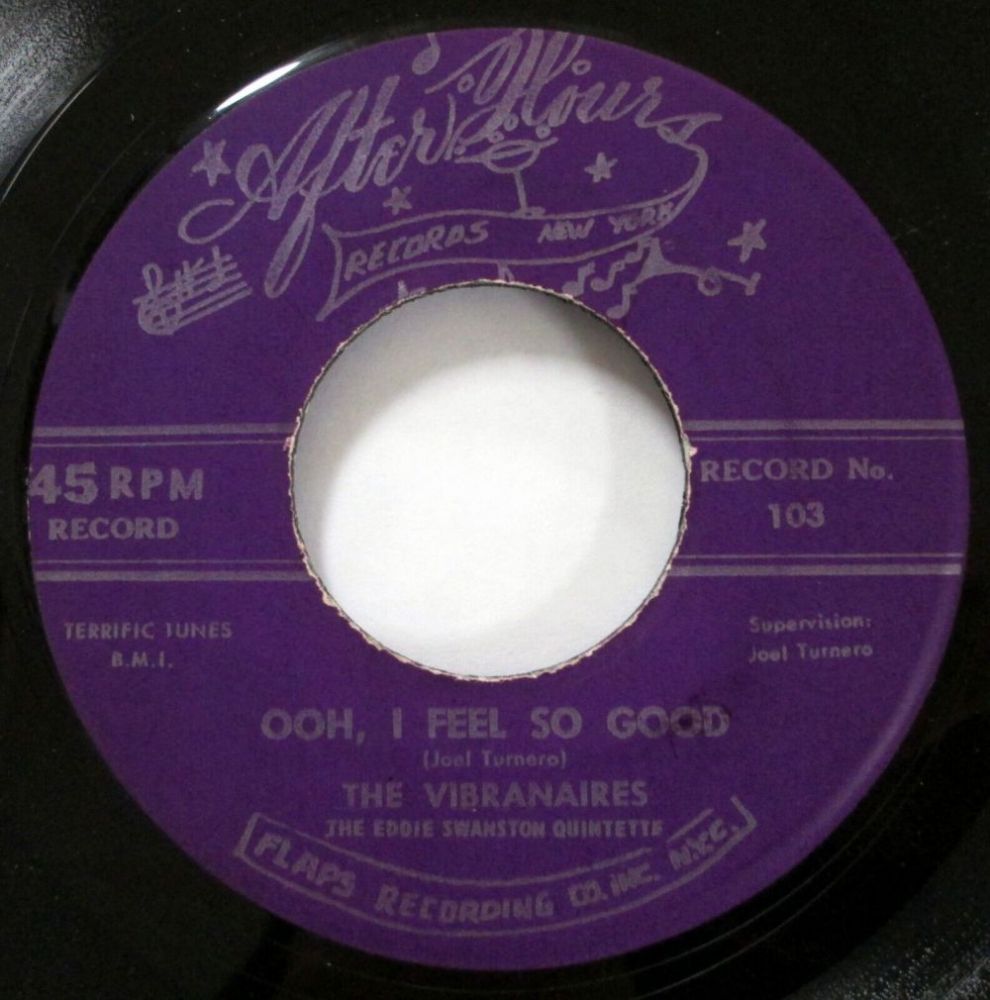 After Hours
RECORDS NEW YORK
45 RPM
RECORD
RECORD No.
103
TERRIFIC TUNES
B.M.I.
Supervision:
Joel Turnero
OOH, I FEEL SO GOOD
(Joel Turnero)
THE VIBRANAIRES
THE EDDIE SWANSTON QUINTETTE
FLAPS RECORDING CO. INC. N.Y.C.